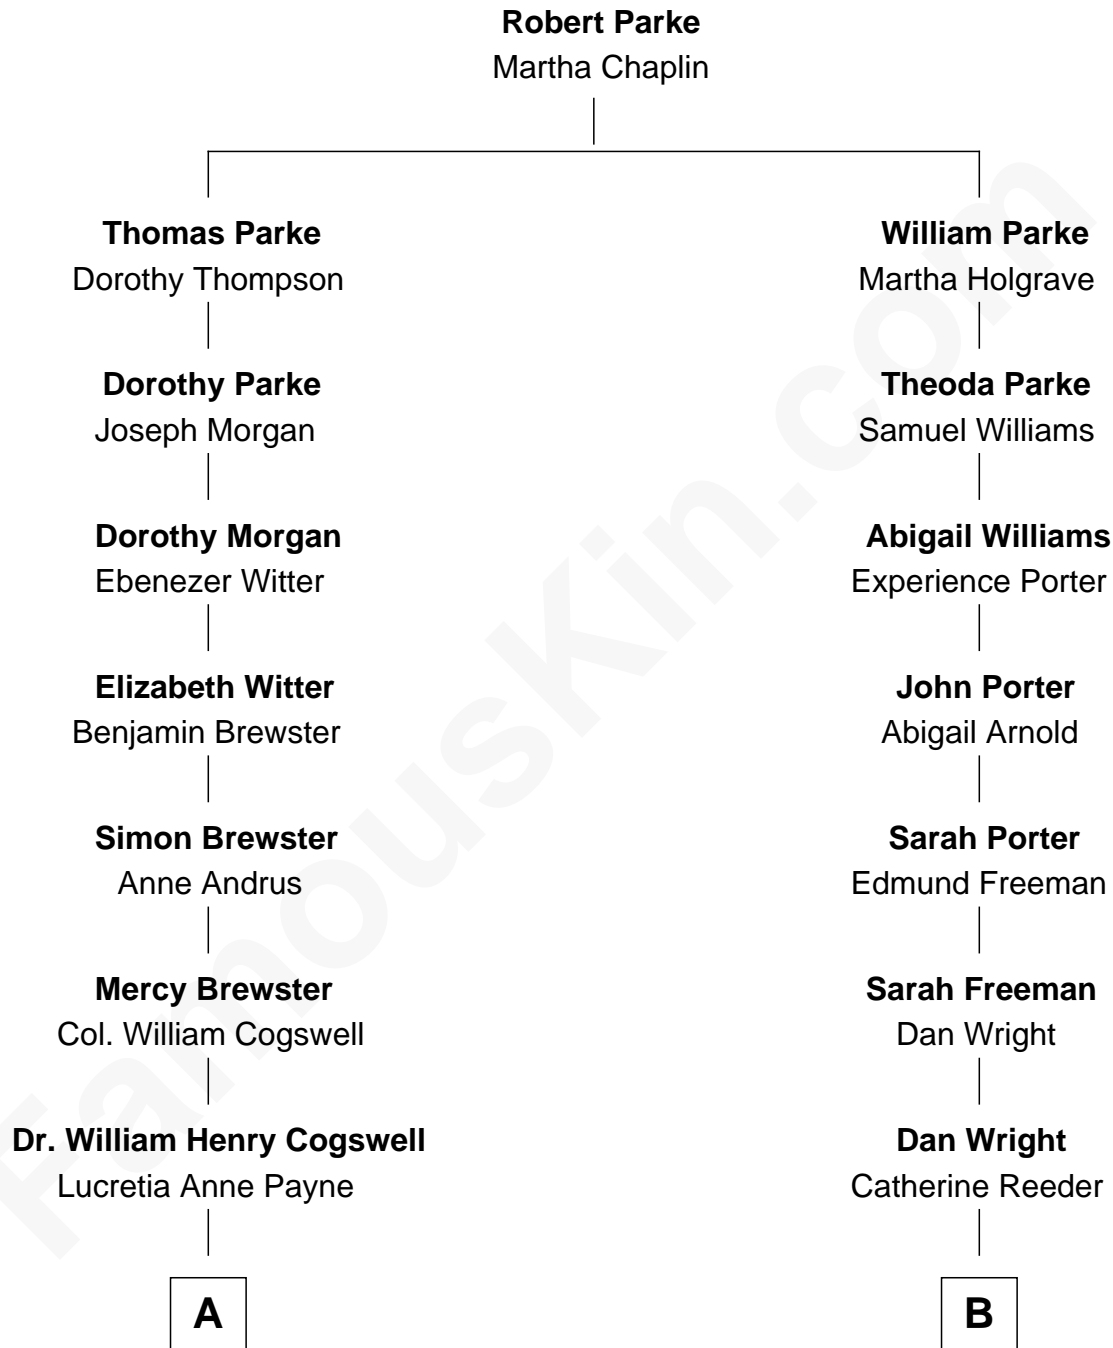 Robert Parke
Martha Chaplin
Thomas Parke
Dorothy Thompson
William Parke
Martha Holgrave
Dorothy Parke
Joseph Morgan
Theoda Parke
Samuel Williams
Dorothy Morgan
Ebenezer Witter
Abigail Williams
Experience Porter
Elizabeth Witter
Benjamin Brewster
John Porter
Abigail Arnold
Simon Brewster
Anne Andrus
Sarah Porter
Edmund Freeman
Mercy Brewster
Col. William Cogswell
Sarah Freeman
Dan Wright
Dr. William Henry Cogswell
Lucretia Anne Payne
Dan Wright
Catherine Reeder
A
B
FamousKin.com